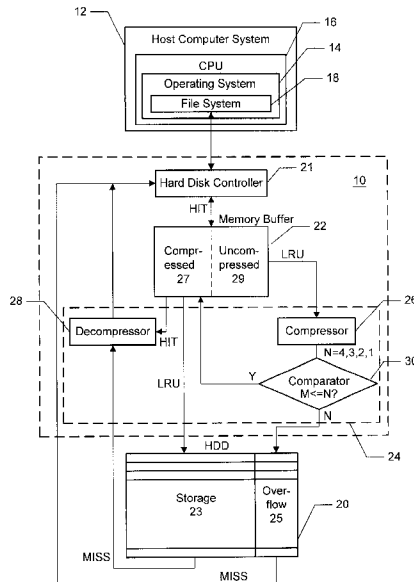 12
Host Computer System
16
CPU
14
Operating System
18
File System
21
Hard Disk Controller
10
HIT
Memory Buffer
22
Compr-
essed
27
Uncom-
pressed
29
LRU
28
26
Decompressor
HIT
Compressor
N=4,3,2,1
30
LRU
Y
Comparator
M<=N?
N
24
HDD
Storage
23
Over-
flow
25
20
MISS
MISS